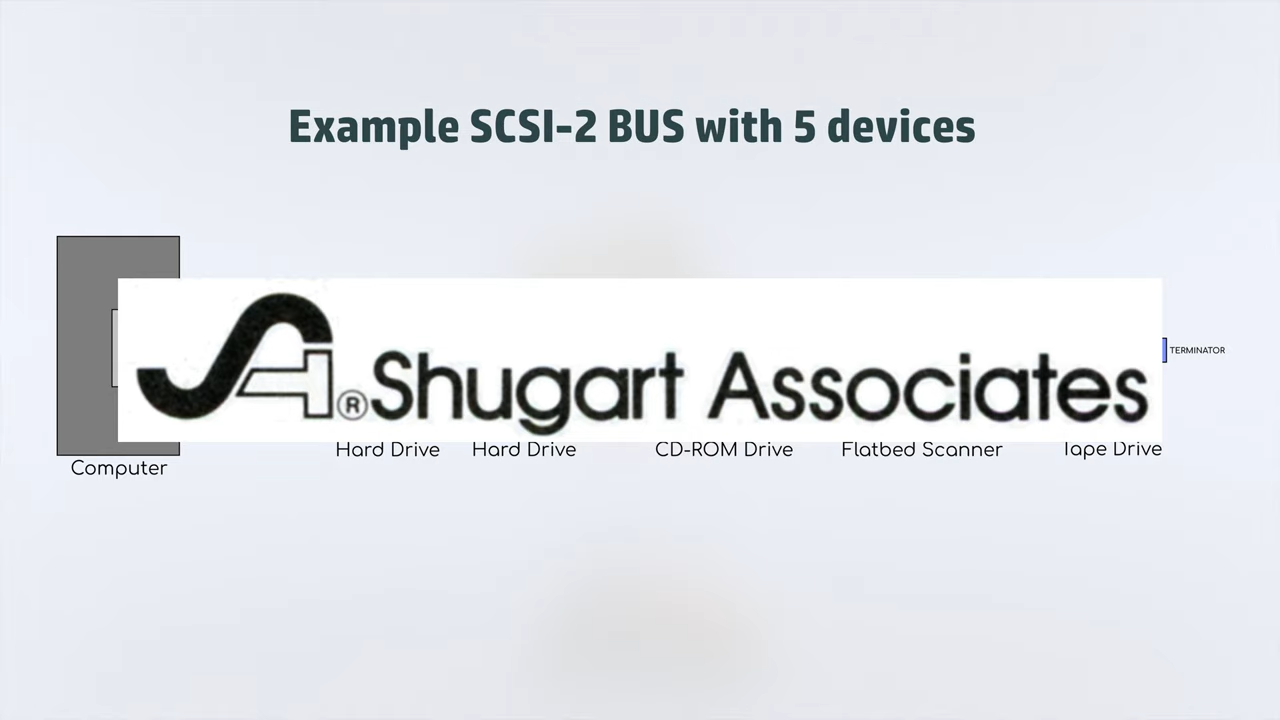 Example SCSI-2 BUS with 5 devices
® Shugart Associates
TERMINATOR
Hard Drive
Hard Drive
CD-ROM Drive
Flatbed Scanner
Tape Drive
Computer